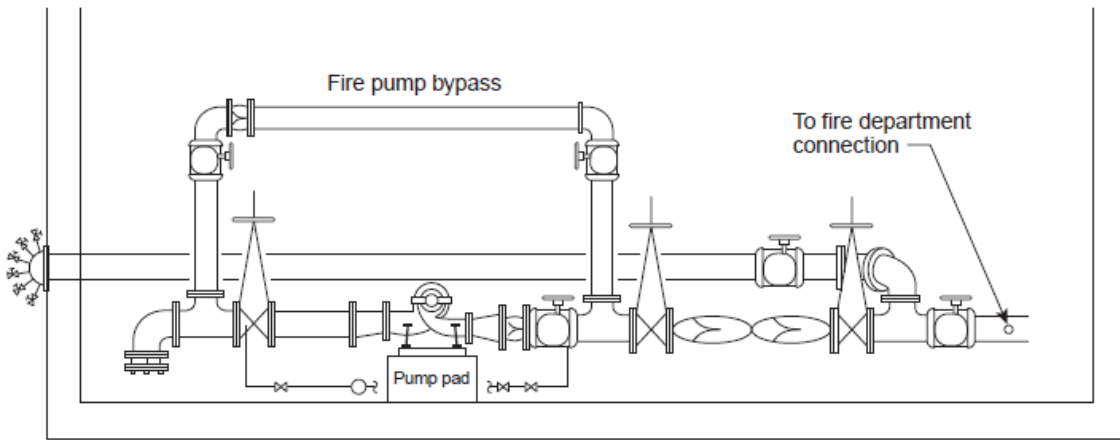 Fire pump bypass
To fire department
connection
Pump pad